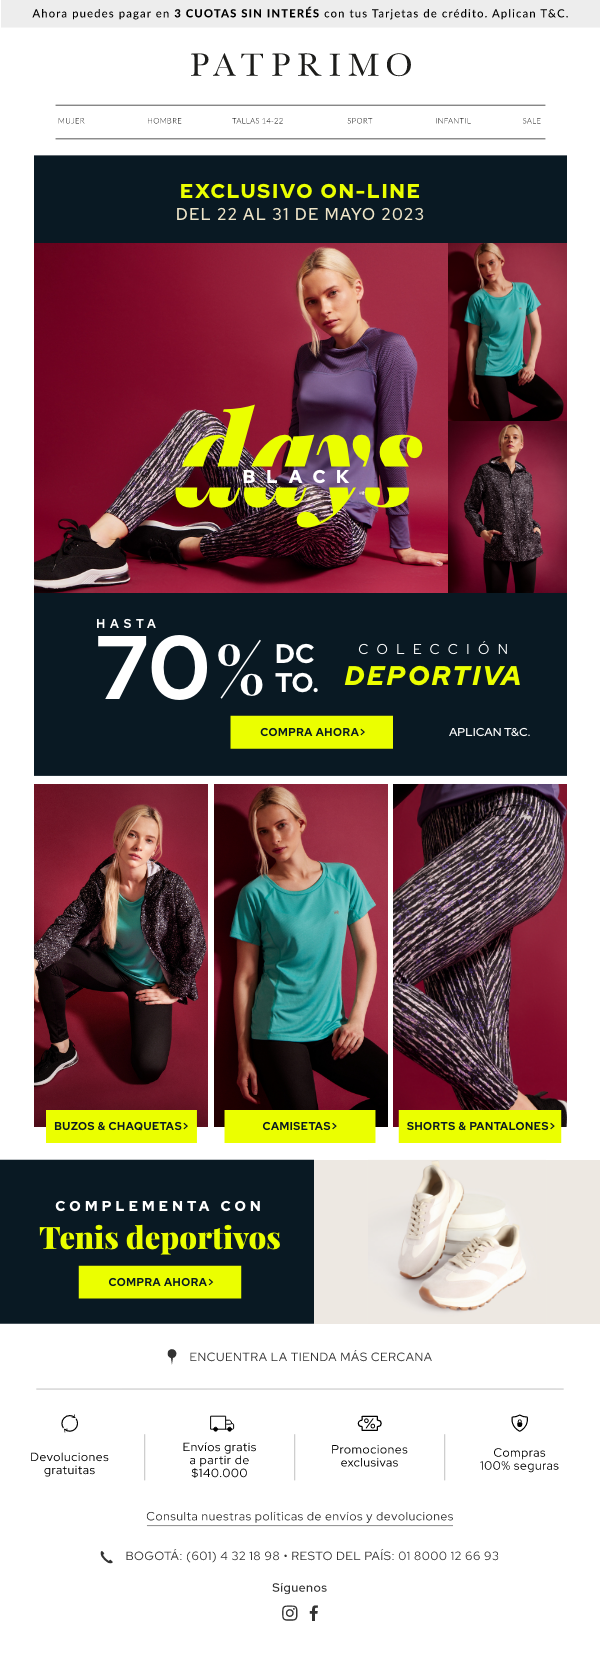 Ahora puedes pagar en 3 CUOTAS SIN INTERÉS con tus Tarjetas de crédito. Aplican T&C.
PATPRIMO
MUJER HOMBRE TALLAS 14-22 SPORT INFANTIL SALE
EXCLUSIVO ON-LINE
DEL 22 AL 31 DE MAYO 2023
days
BLACK
HASTA
70% DCTO.
COLECCIÓN
DEPORTIVA
COMPRA AHORA>
APLICAN T&C.
BUZOS & CHAQUETAS> CAMISETAS> SHORTS & PANTALONES>
COMPLEMENTA CON
Tenis deportivos
COMPRA AHORA>
ENCUENTRA LA TIENDA MÁS CERCANA
Devoluciones
gratuitas
Envíos gratis
a partir de
$140.000
Promociones
exclusivas
Compras
100% seguras
Consulta nuestras politicas de envíos y devoluciones
BOGOTÁ: (601) 4 32 18 98 • RESTO DEL PAÍS: 01 8000 12 66 93
Síguenos